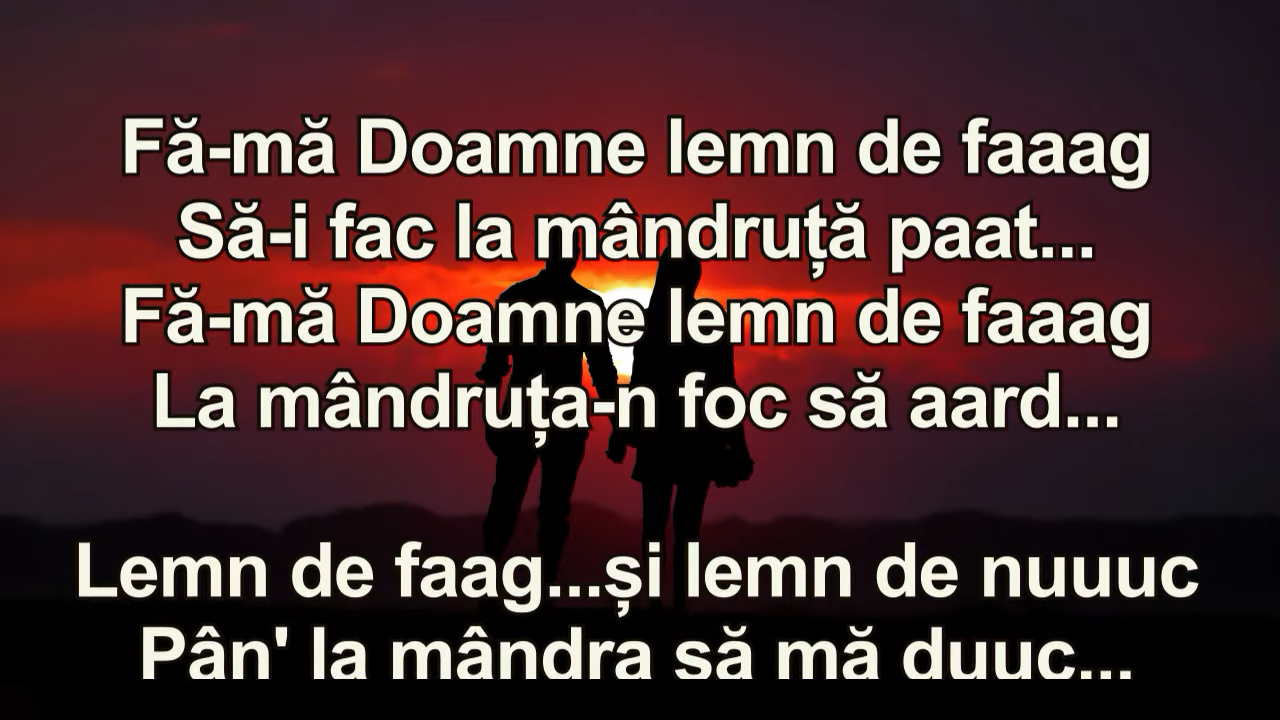 Fă-mă Doamne lemn de faaag
Să-i fac la mândruță paat...
Fă-mă Doamne lemn de faaag
La mândruța-n foc să aard...
Lemn de faag...și lemn de nuuuc
Pân' la mândra să mă duuc...